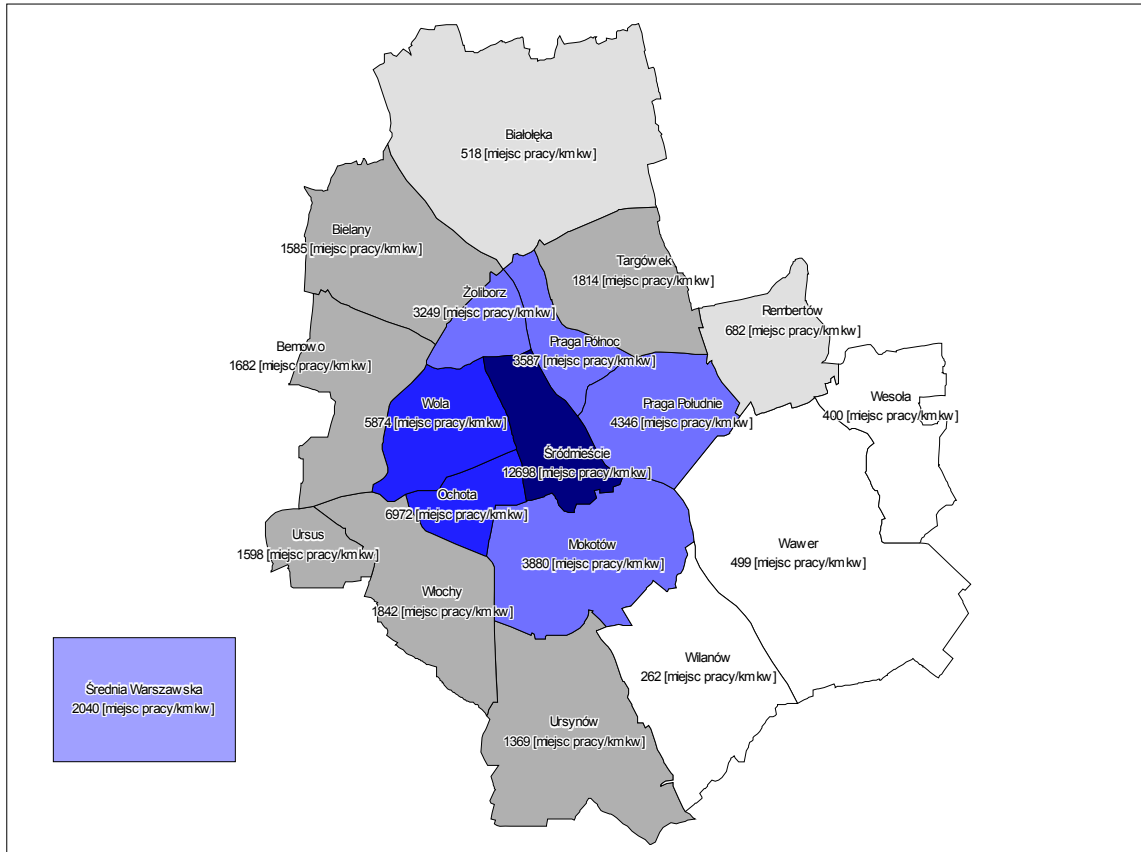 Białołęka
518 [miejsc pracy/km kw]
Bielany
1585 [miejsc pracy/km kw]
Targówek
1814 [miejsc pracy/km kw]
Żoliborz
3249 [miejsc pracy/km kw]
Rembertów
682 [miejsc pracy/km kw]
Bemowo
1682 [miejsc pracy/km kw]
Praga Północ
3587 [miejsc pracy/km kw]
Wesoła
400 [miejsc pracy/km kw]
Wola
5874 [miejsc pracy/km kw]
Praga Południe
4346 [miejsc pracy/km kw]
Śródmieście
12698 [miejsc pracy/km kw]
Ochota
6972 [miejsc pracy/km kw]
Ursus
1598 [miejsc pracy/km kw]
Mokotów
3880 [miejsc pracy/km kw]
Wawer
499 [miejsc pracy/km kw]
Włochy
1842 [miejsc pracy/km kw]
Wilanów
262 [miejsc pracy/km kw]
Średnia Warszawska
2040 [miejsc pracy/km kw]
Ursynów
1369 [miejsc pracy/km kw]